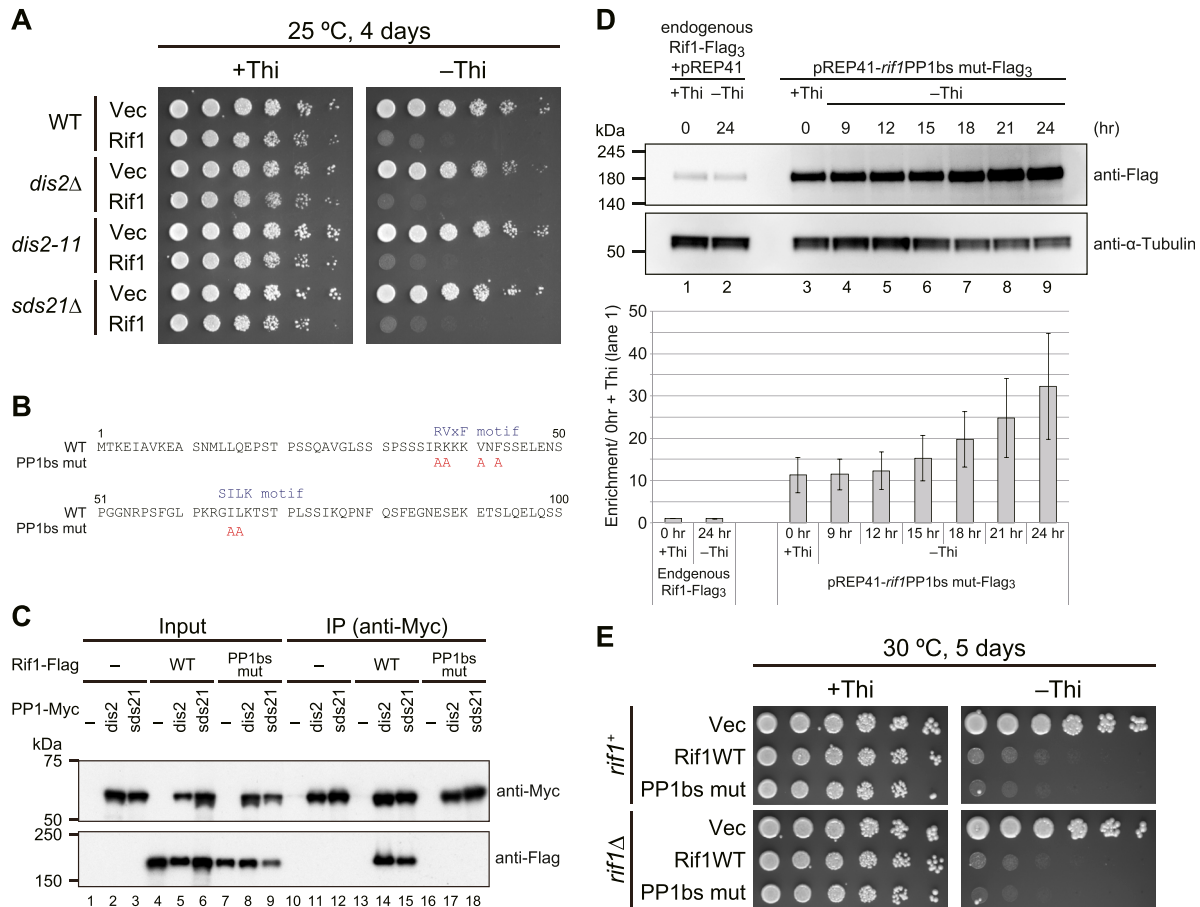 A
25 ºC, 4 days
+Thi
–Thi
WT
Vec
Rif1
dis2Δ
Vec
Rif1
dis2-11
Vec
Rif1
sds21Δ
Vec
Rif1
B
1
RVxF motif
50
WT
MTKEIAVKEA SNMLLQEPST PSSQAVGLSS SPSSSIRKKK VNFSSELENS
PP1bs mut
AA A A
51
SILK motif
100
WT
PGGNRPSFGL PKRGILKTST PLSSIKQPNF QSFEGNESEK ETSLQELQSS
PP1bs mut
AA
C
Input
IP (anti-Myc)
Rif1-Flag
– WT PP1bs mut – WT PP1bs mut
PP1-Myc
– dis2 sds21 – dis2 sds21 – dis2 sds21 – dis2 sds21 – dis2 sds21 – dis2 sds21
kDa
75
anti-Myc
50
250
anti-Flag
150
1 2 3 4 5 6 7 8 9 10 11 12 13 14 15 16 17 18
D
endogenous
Rif1-Flag3
+pREP41
pREP41-rif1PP1bs mut-Flag3
+Thi –Thi +Thi –Thi
kDa
0 24 0 9 12 15 18 21 24 (hr)
245
180
140
anti-Flag
50
anti-α-Tubulin
1 2 3 4 5 6 7 8 9
Enrichment/ 0hr + Thi (lane 1)
50
40
30
20
10
0
0 hr 24 hr 0 hr 9 hr 12 hr 15 hr 18 hr 21 hr 24 hr
+Thi –Thi +Thi –Thi
Endgenous
Rif1-Flag3
pREP41-rif1PP1bs mut-Flag3
E
30 ºC, 5 days
+Thi
–Thi
rif1+
Vec
Rif1WT
PP1bs mut
rif1Δ
Vec
Rif1WT
PP1bs mut